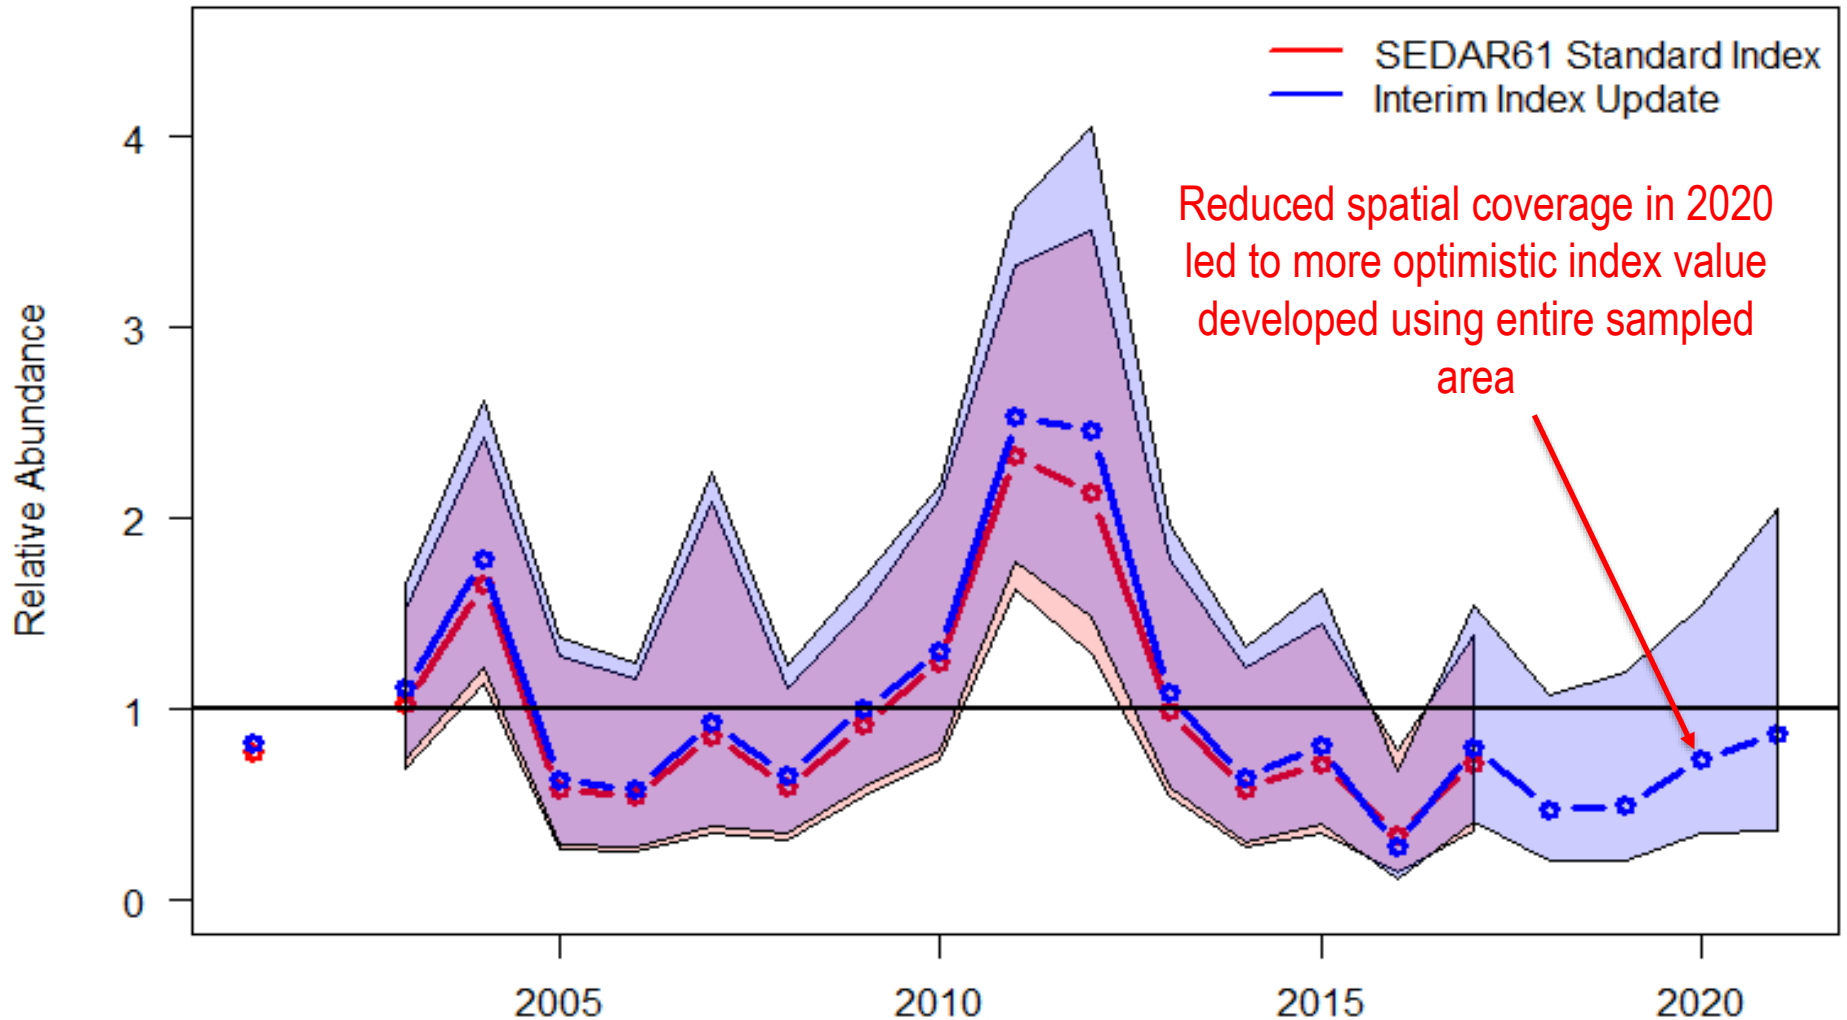 SEDAR61 Standard Index
Interim Index Update
Reduced spatial coverage in 2020
led to more optimistic index value
developed using entire sampled
area
Relative Abundance
4
3
2
1
0
2005
2010
2015
2020